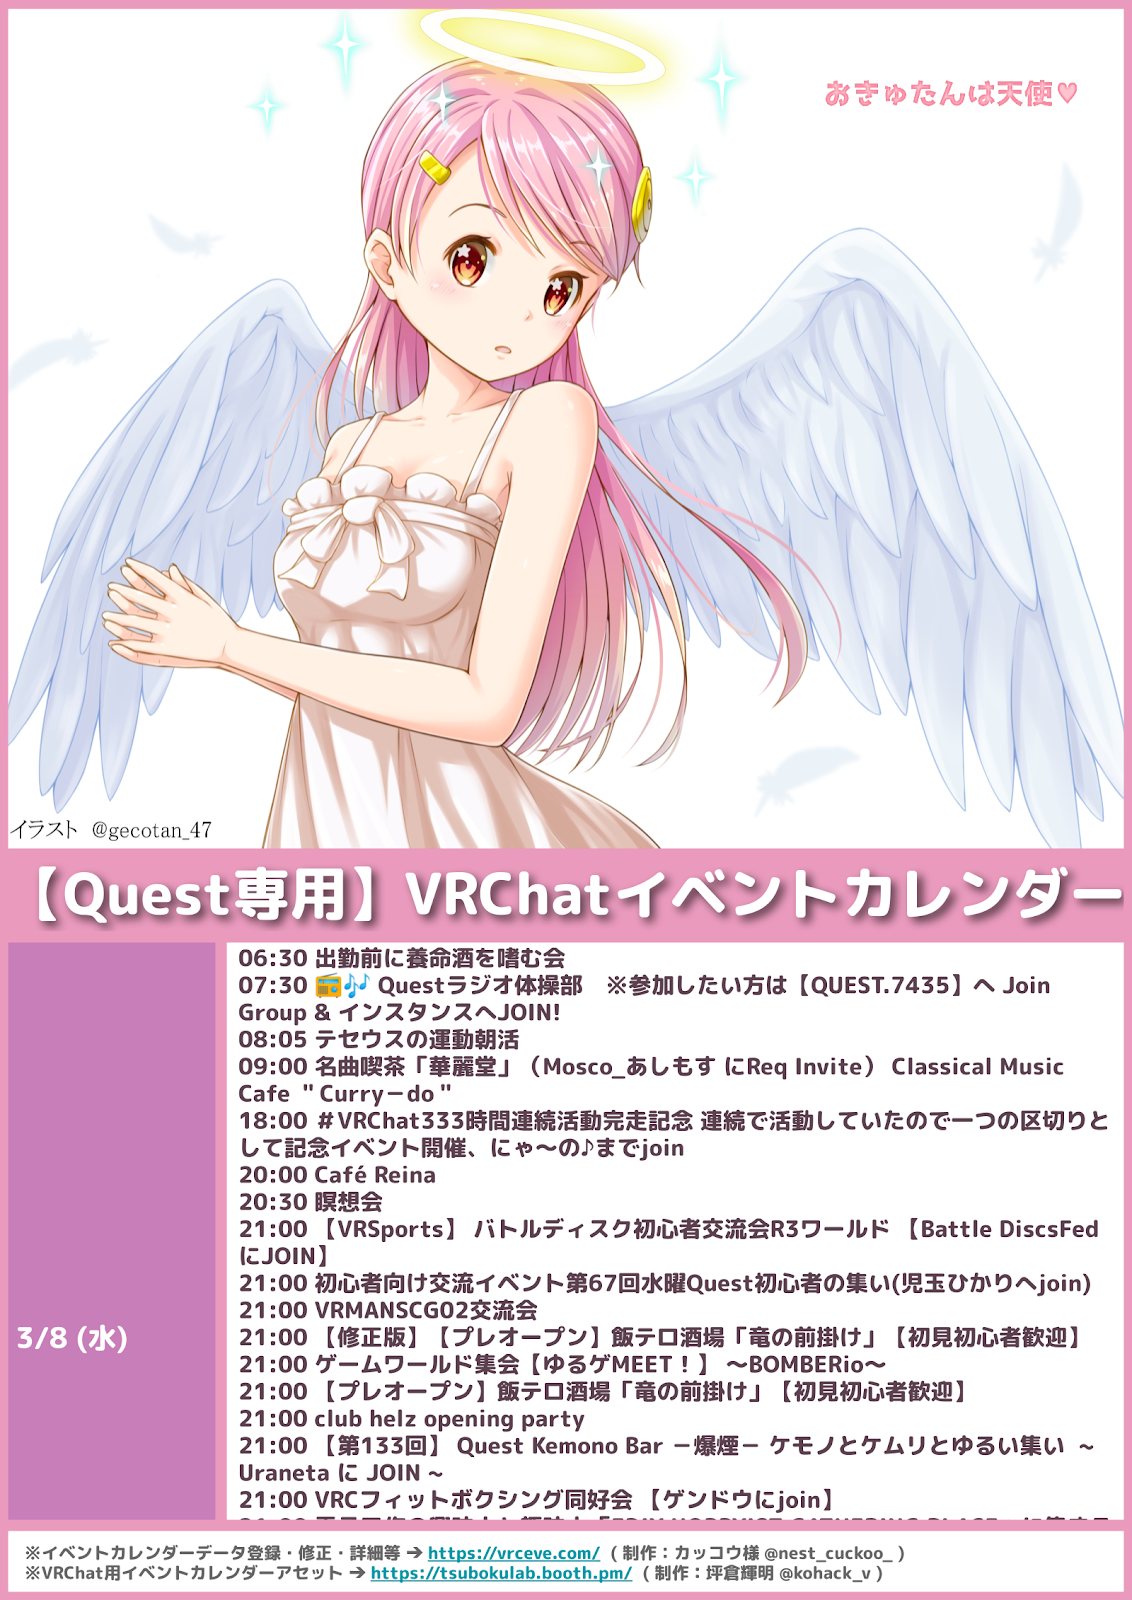 おきゅたんは天使♥
イラスト @gecotan_47
【Quest専用】VRChatイベントカレンダー
3/8 (水)
06:30 出勤前に養命酒を嗜む会
07:30 📻🎶 Questラジオ体操部　※参加したい方は【QUEST.7435】へ Join
Group & インスタンスへJOIN!
08:05 テセウスの運動朝活
09:00 名曲喫茶「華麗堂」（Mosco_あしもす にReq Invite） Classical Music
Cafe ＂Curryーdo＂
18:00 ＃VRChat333時間連続活動完走記念 連続で活動していたので一つの区切りと
して記念イベント開催、にゃ～の♪までjoin
20:00 Café Reina
20:30 瞑想会
21:00 【VRSports】 バトルディスク初心者交流会R3ワールド 【Battle DiscsFed
にJOIN】
21:00 初心者向け交流イベント第67回水曜Quest初心者の集い(児玉ひかりへjoin)
21:00 VRMANSCG02交流会
21:00 【修正版】【プレオープン】飯テロ酒場「竜の前掛け」【初見初心者歓迎】
21:00 ゲームワールド集会【ゆるゲMEET！】 ～BOMBERio～
21:00 【プレオープン】飯テロ酒場「竜の前掛け」【初見初心者歓迎】
21:00 club helz opening party
21:00 【第133回】 Quest Kemono Bar －爆煙－ ケモノとケムリとゆるい集い ~
Uraneta に JOIN ~
21:00 VRCフィットボクシング同好会 【ゲンドウにjoin】
※イベントカレンダーデータ登録・修正・詳細等 ➔ https://vrceve.com/ ( 制作：カッコウ様 @nest_cuckoo_ )
※VRChat用イベントカレンダーアセット ➔ https://tsubokulab.booth.pm/ ( 制作：坪倉輝明 @kohack_v )